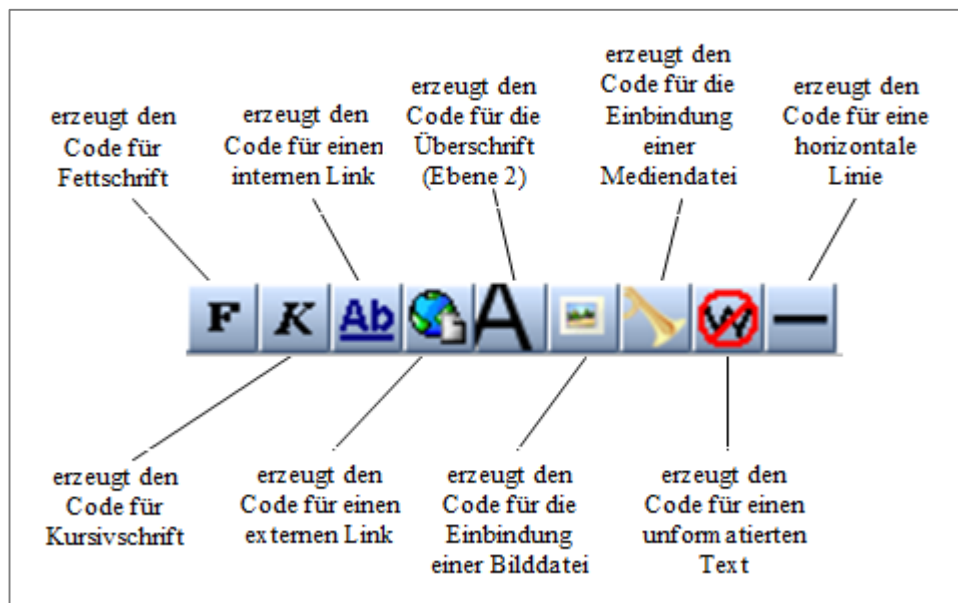 erzeugt den
Code für
Fettschrift
erzeugt den
Code für einen
internen Link
erzeugt den
Code für die
Überschrift
(Ebene 2)
erzeugt den
Code für die
Einbindung
einer
Mediendatei
erzeugt den
Code für eine
horizontale
Linie
F K Ab A W
erzeugt den
Code für
Kursivschrift
erzeugt den
Code für einen
externen Link
erzeugt den
Code für die
Einbindung
einer Bilddatei
erzeugt den
Code für einen
unformatierten
Text